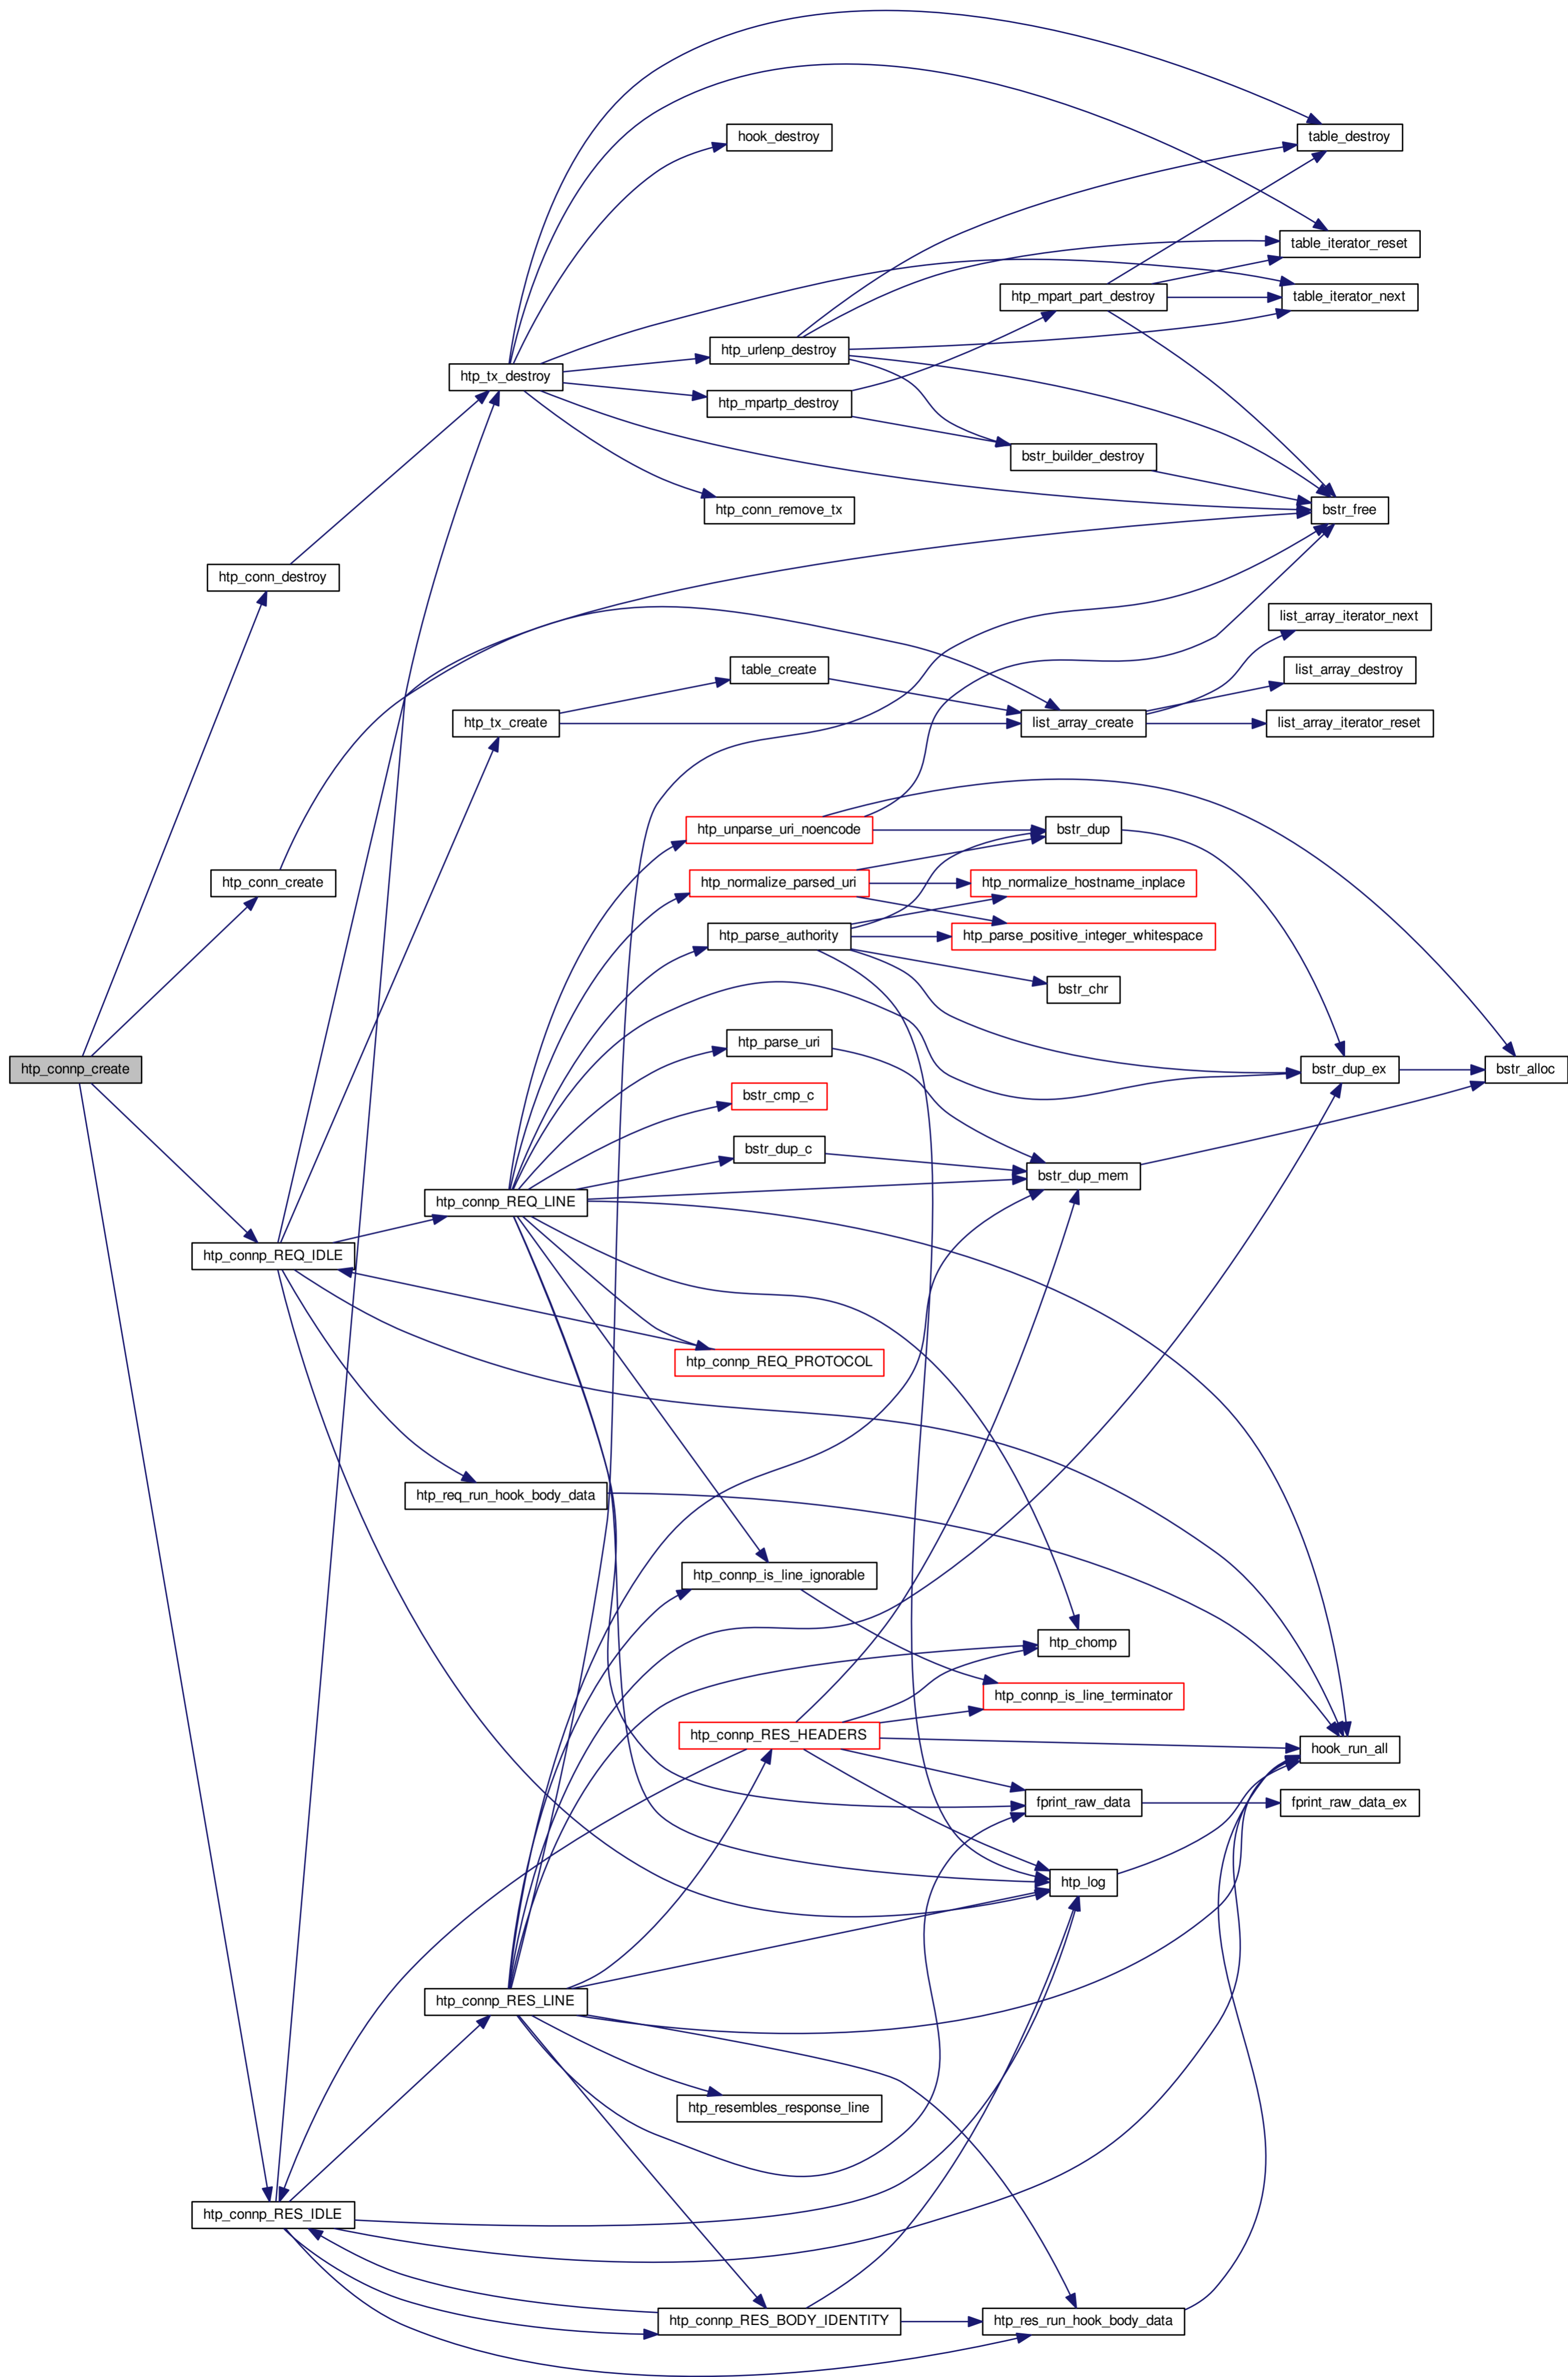 table_destroy
hook_destroy
table_iterator_reset
htp_mpart_part_destroy
table_iterator_next
htp_urlenp_destroy
htp_tx_destroy
htp_mpartp_destroy
bstr_builder_destroy
htp_conn_remove_tx
bstr_free
htp_conn_destroy
list_array_iterator_next
table_create
list_array_destroy
htp_tx_create
list_array_create
list_array_iterator_reset
htp_unparse_uri_noencode
bstr_dup
htp_conn_create
htp_normalize_parsed_uri
htp_normalize_hostname_inplace
htp_parse_authority
htp_parse_positive_integer_whitespace
bstr_chr
htp_parse_uri
htp_connp_create
bstr_dup_ex
bstr_alloc
bstr_cmp_c
bstr_dup_c
bstr_dup_mem
htp_connp_REQ_LINE
htp_connp_REQ_IDLE
htp_connp_REQ_PROTOCOL
htp_req_run_hook_body_data
htp_connp_is_line_ignorable
htp_chomp
htp_connp_is_line_terminator
htp_connp_RES_HEADERS
hook_run_all
fprint_raw_data
fprint_raw_data_ex
htp_log
htp_connp_RES_LINE
htp_resembles_response_line
htp_connp_RES_IDLE
htp_connp_RES_BODY_IDENTITY
htp_res_run_hook_body_data